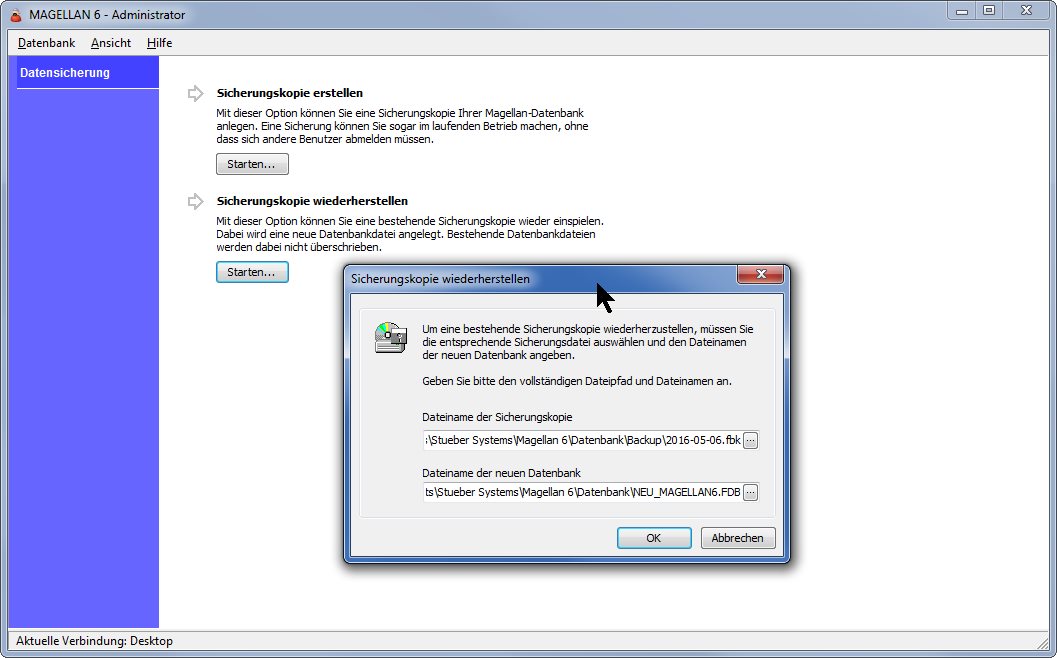 MAGELLAN 6 - Administrator
Datenbank Ansicht Hilfe
Datensicherung
Sicherungskopie erstellen
Mit dieser Option können Sie eine Sicherungskopie Ihrer Magellan-Datenbank
anlegen. Eine Sicherung können Sie sogar im laufenden Betrieb machen, ohne
dass sich andere Benutzer abmelden müssen.
Starten...
Sicherungskopie wiederherstellen
Mit dieser Option können Sie eine bestehende Sicherungskopie wieder einspielen.
Dabei wird eine neue Datenbankdatei angelegt. Bestehende Datenbankdateien
werden dabei nicht überschrieben.
Starten...
Sicherungskopie wiederherstellen
Um eine bestehende Sicherungskopie wiederherzustellen, müssen Sie
die entsprechende Sicherungsdatei auswählen und den Dateinamen
der neuen Datenbank angeben.
Geben Sie bitte den vollständigen Dateipfad und Dateinamen an.
Dateiname der Sicherungskopie
;\Stueber Systems\Magellan 6\Datenbank\Backup\2016-05-06.fbk ...
Dateiname der neuen Datenbank
ts\Stueber Systems\Magellan 6\Datenbank\NEU_MAGELLAN6.FDB ...
OK Abbrechen
Aktuelle Verbindung: Desktop